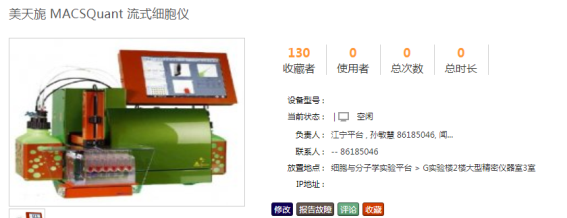 美天旎 MACSQuant 流式细胞仪
130 0 0 0
收藏者 使用者 总次数 总时长
设备型号：
当前状态： 空闲
负责人： 江宁平台 , 孙敏慧 86185046, 闻...
联系人： -- 86185046
放置地点： 细胞与分子学实验平台 > G实验楼2楼大型精密仪器室3室
IP地址：
修改 报告故障 评论 收藏